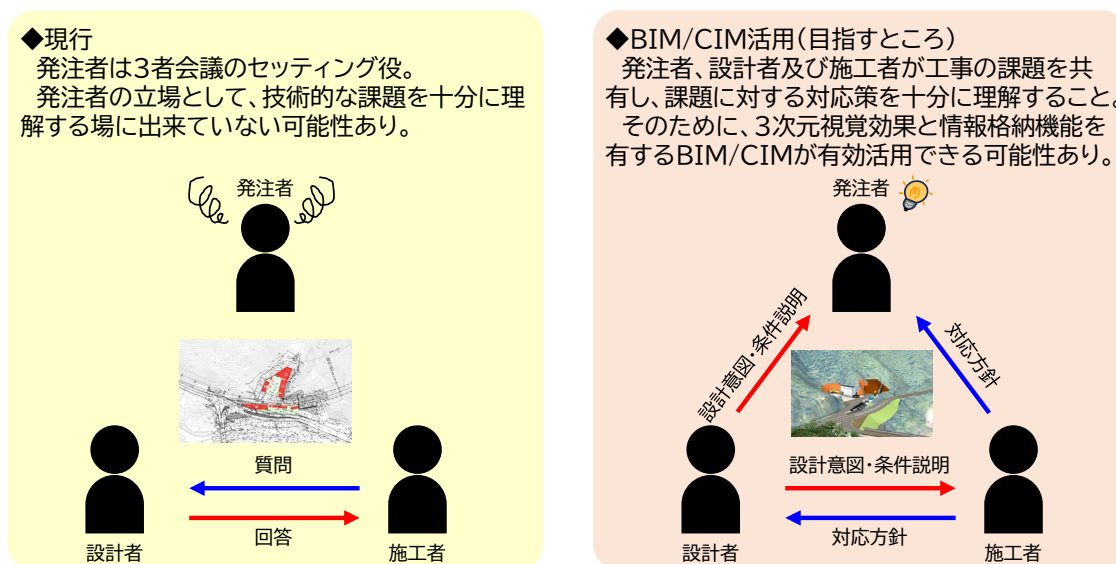 ◆現行
発注者は3者会議のセッティング役。
発注者の立場として、技術的な課題を十分に理
解する場に出来ていない可能性あり。
発注者
質問
回答
設計者
施工者
◆BIM/CIM活用(目指すところ)
発注者、設計者及び施工者が工事の課題を共
有し、課題に対する対応策を十分に理解すること。
そのために、3次元視覚効果と情報格納機能を
有するBIM/CIMが有効活用できる可能性あり。
発注者
設計意図・条件説明
対応方針
設計意図・条件説明
対応方針
設計者
施工者